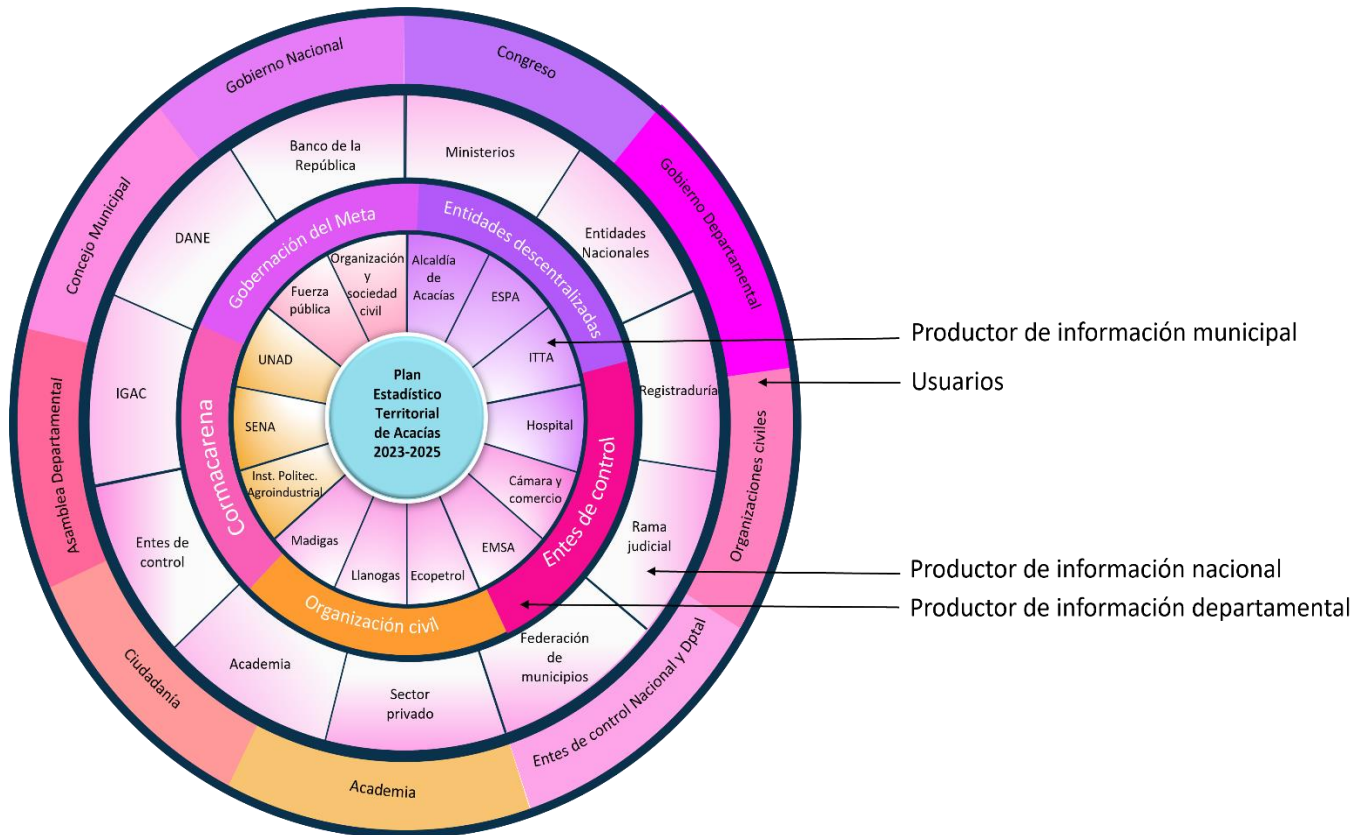 Plan
Estadístico
Territorial
de Acacías
2023-2025
Alcaldía
de
Acacías
ESPA
ITTA
Hospital
Cámara y
comercio
EMSA
Ecopetrol
Llanogas
Madigas
Inst. Politec.
Agroindustrial
SENA
UNAD
Fuerza
pública
Organización
y
sociedad
civil
Entidades descentralizadas
Entes de control
Organización civil
Cormacarena
Gobernación del Meta
Ministerios
Entidades
Nacionales
Registraduría
Rama
judicial
Federación
de
municipios
Sector
privado
Academia
Entes de
control
IGAC
DANE
Banco de la
República
Congreso
Gobierno Departamental
Organizaciones civiles
Entes de control Nacional y Dptal
Academia
Ciudadanía
Asamblea Departamental
Concejo Municipal
Gobierno Nacional
Productor de información municipal
Usuarios
Productor de información nacional
Productor de información departamental